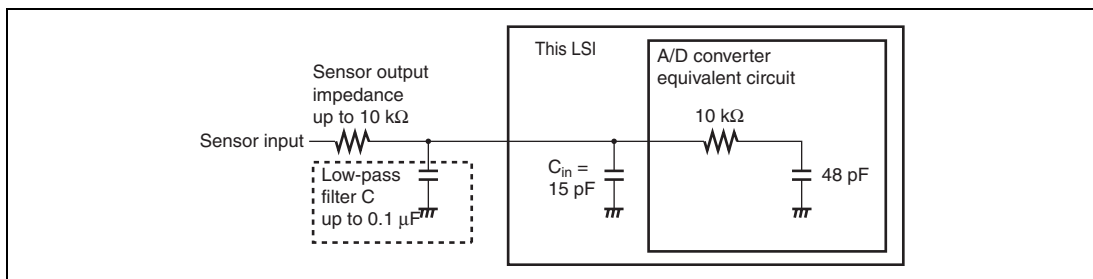 This LSI
A/D converter
equivalent circuit
Sensor output
impedance
up to 10 kΩ
10 kΩ
Sensor input
Low-pass
filter C
up to 0.1 μF
Cin =
15 pF
48 pF